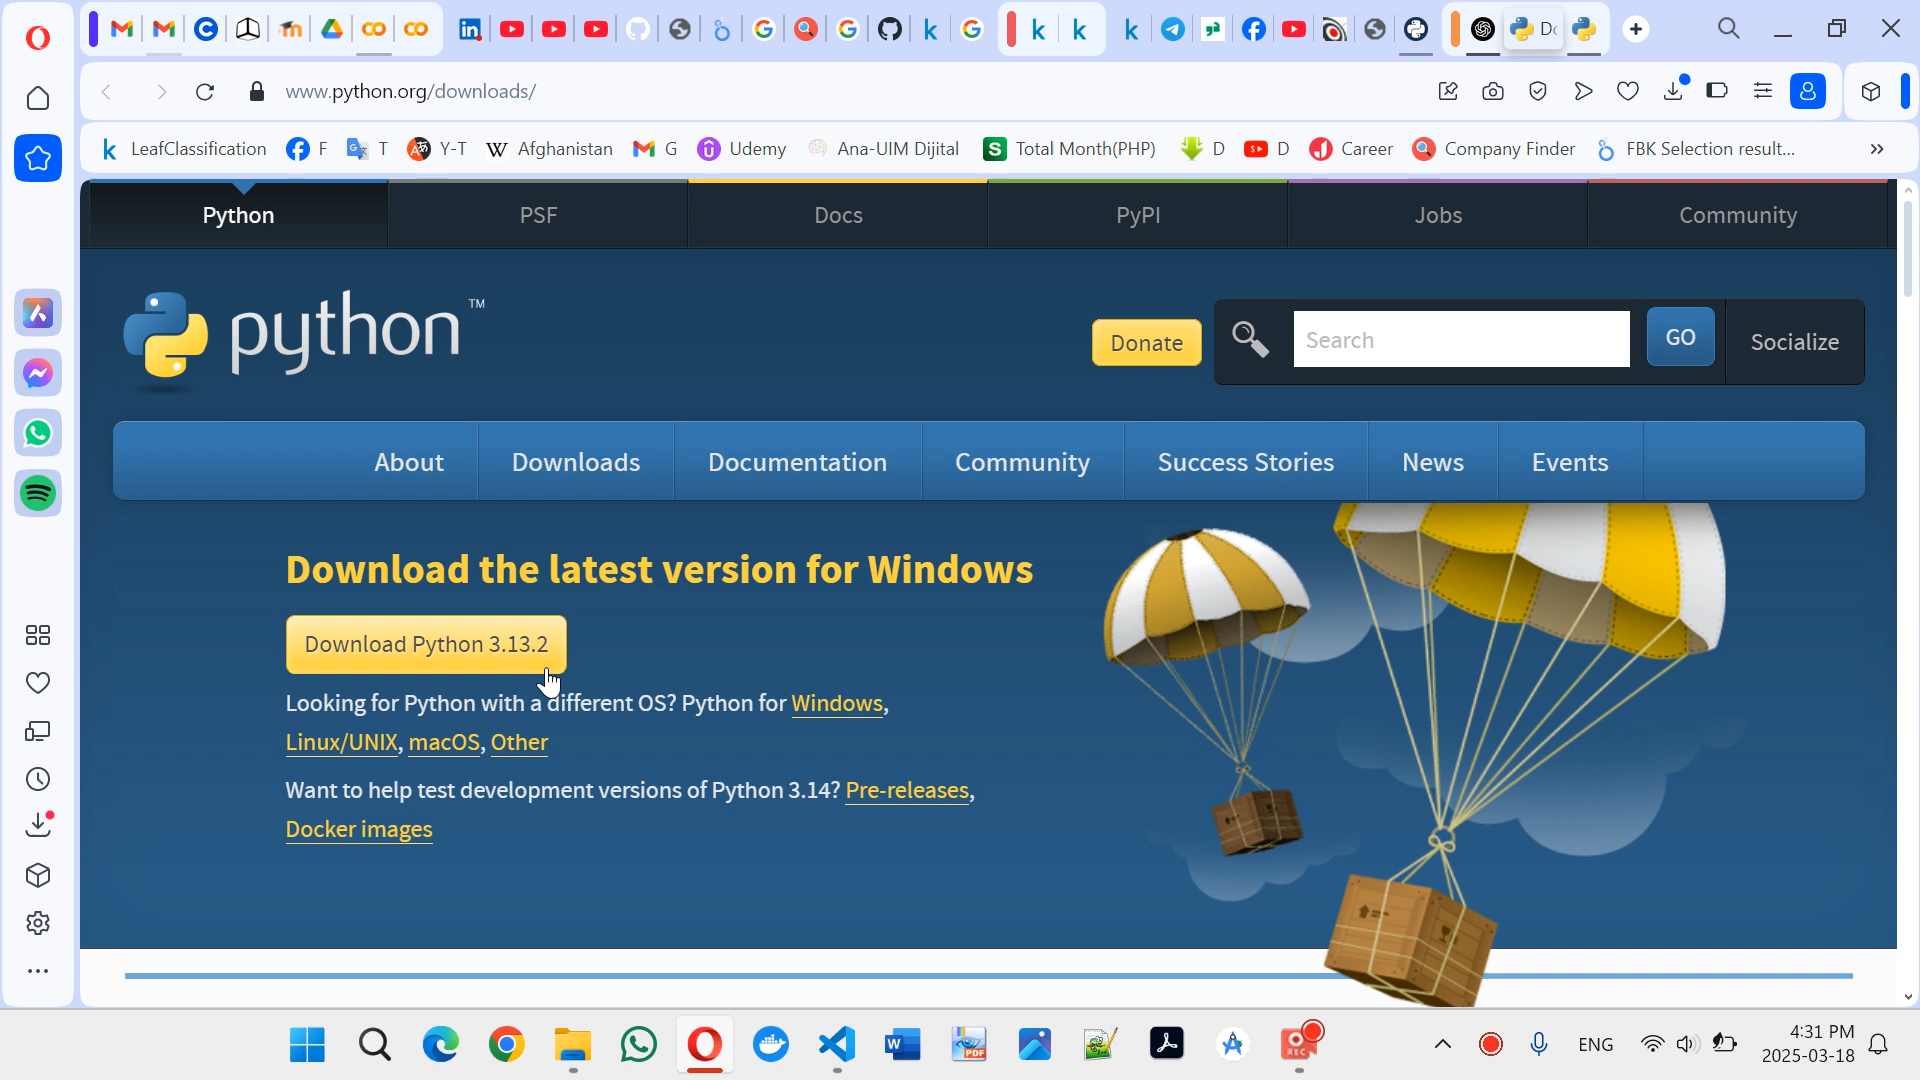 Do
www.python.org/downloads/
LeafClassification F T Y-T Afghanistan G Udemy Ana-UIM Dijital Total Month(PHP) D D Career Company Finder FBK Selection result...
Python PSF Docs PyPI Jobs Community
python™
Donate Search GO Socialize
About Downloads Documentation Community Success Stories News Events
Download the latest version for Windows
Download Python 3.13.2
Looking for Python with a different OS? Python for Windows,
Linux/UNIX, macOS, Other
Want to help test development versions of Python 3.14? Pre-releases,
Docker images
ENG
4:31 PM
2025-03-18